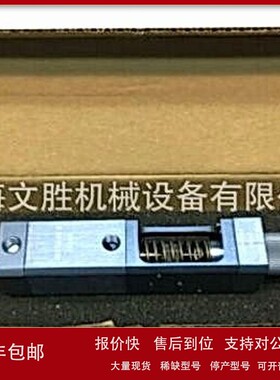 海文胜机械设备有限公
年包邮
报价快 售后到位 支持对公
大量现货 稀缺型号 停产型号 可开